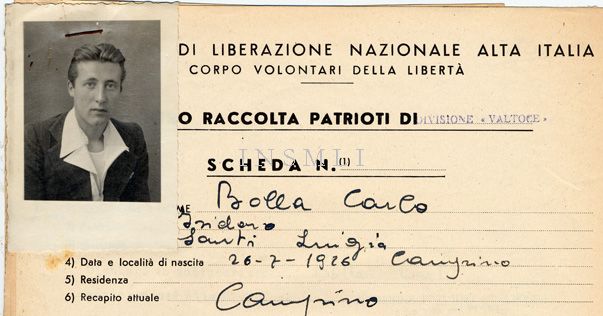 DI LIBERAZIONE NAZIONALE ALTA ITALIA
CORPO VOLONTARI DELLA LIBERTÀ
O RACCOLTA PATRIOTI DI DIVISIONE « VALTOCE »
INSMLI
SCHEDA N.(1)
ME Bolla Carlo
Isidoro
Santi Luigia
4) Data e località di nascita 26-7-1926 Campino
5) Residenza
6) Recapito attuale Campino